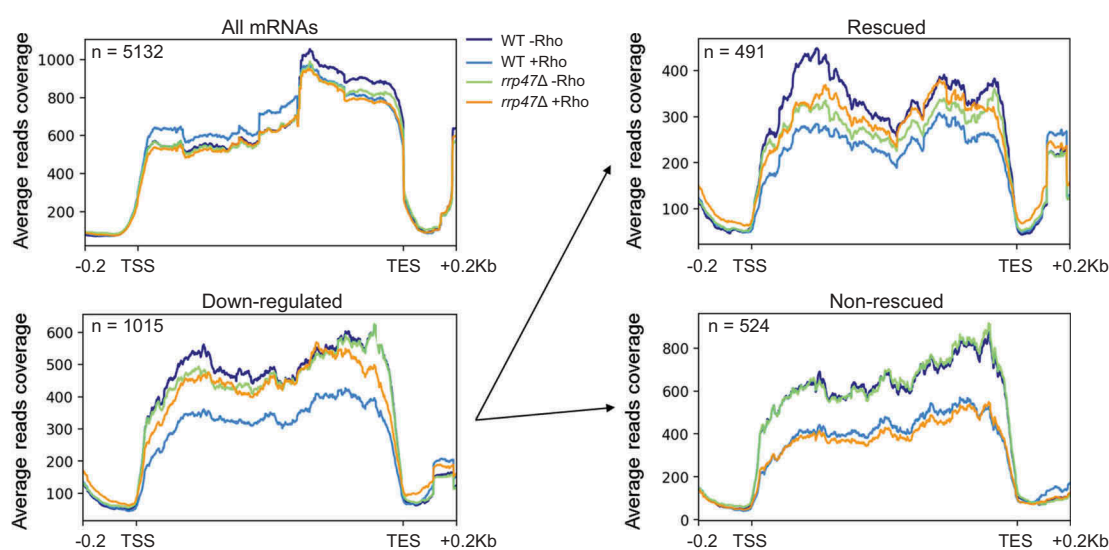 All mRNAs
n = 5132
Average reads coverage
1000
800
600
400
200
-0.2 TSS TES +0.2Kb
WT -Rho
WT +Rho
rrp47Δ -Rho
rrp47Δ +Rho
Rescued
n = 491
Average reads coverage
400
300
200
100
-0.2 TSS TES +0.2Kb
Down-regulated
n = 1015
Average reads coverage
600
500
400
300
200
100
-0.2 TSS TES +0.2Kb
Non-rescued
n = 524
Average reads coverage
800
600
400
200
0
-0.2 TSS TES +0.2Kb